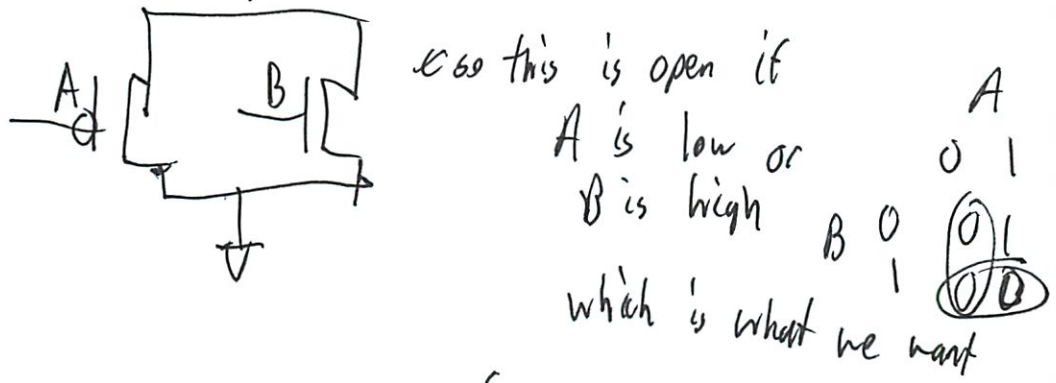 A
B
so this is open if
A is low or
B is high
which is what we want
A
0 1
B 0 0 1
1 0 0